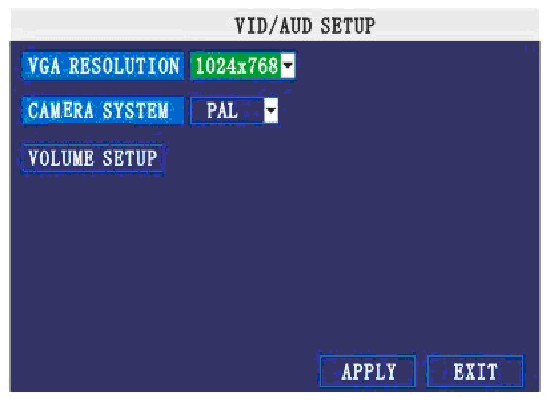 VID/AUD SETUP
VGA RESOLUTION 1024x768
CAMERA SYSTEM PAL
VOLUME SETUP
APPLY EXIT